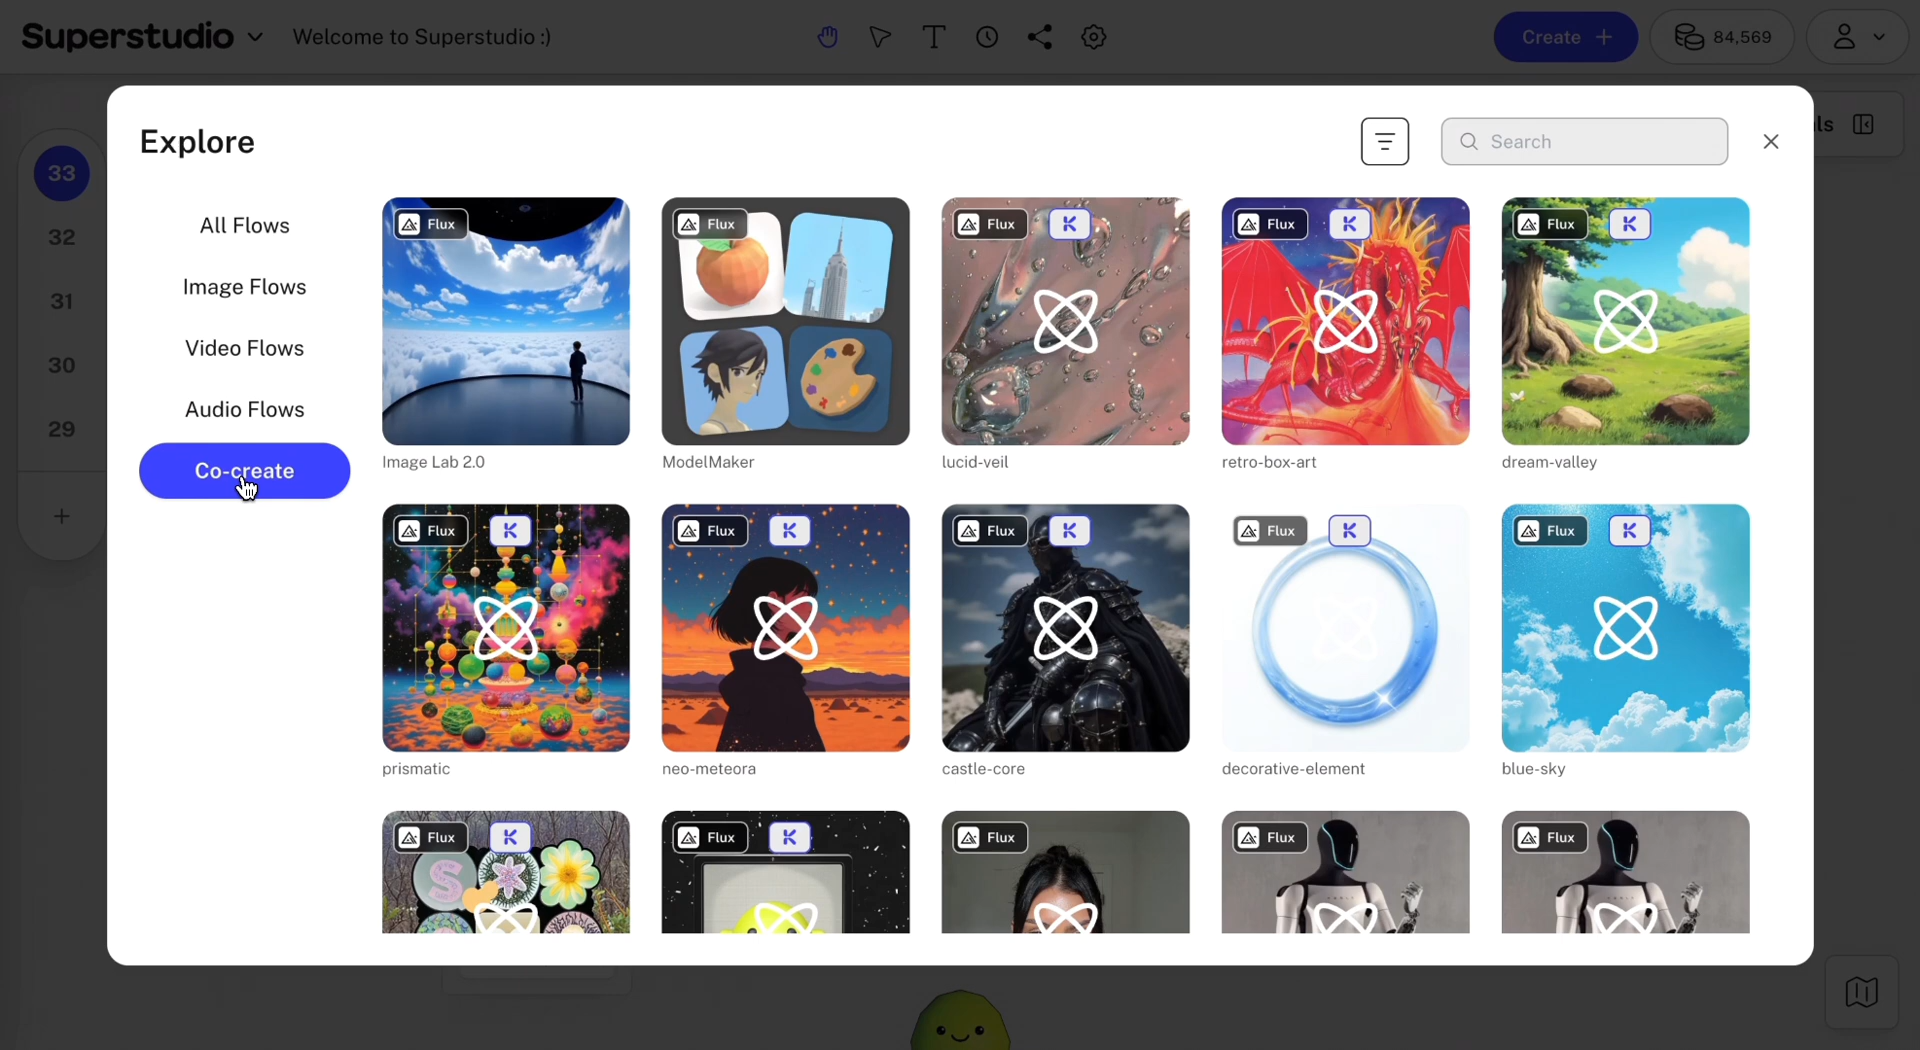 Superstudio
Welcome to Superstudio :)
Create +
84,569
ls
Explore
Search
33
32
31
30
29
+
All Flows
Image Flows
Video Flows
Audio Flows
Co-create
Flux
Flux
Flux K
Flux K
Flux K
Image Lab 2.0
ModelMaker
lucid-veil
retro-box-art
dream-valley
Flux K
Flux K
Flux K
Flux K
Flux K
prismatic
neo-meteora
castle-core
decorative-element
blue-sky
Flux K
Flux K
Flux
Flux
Flux
S